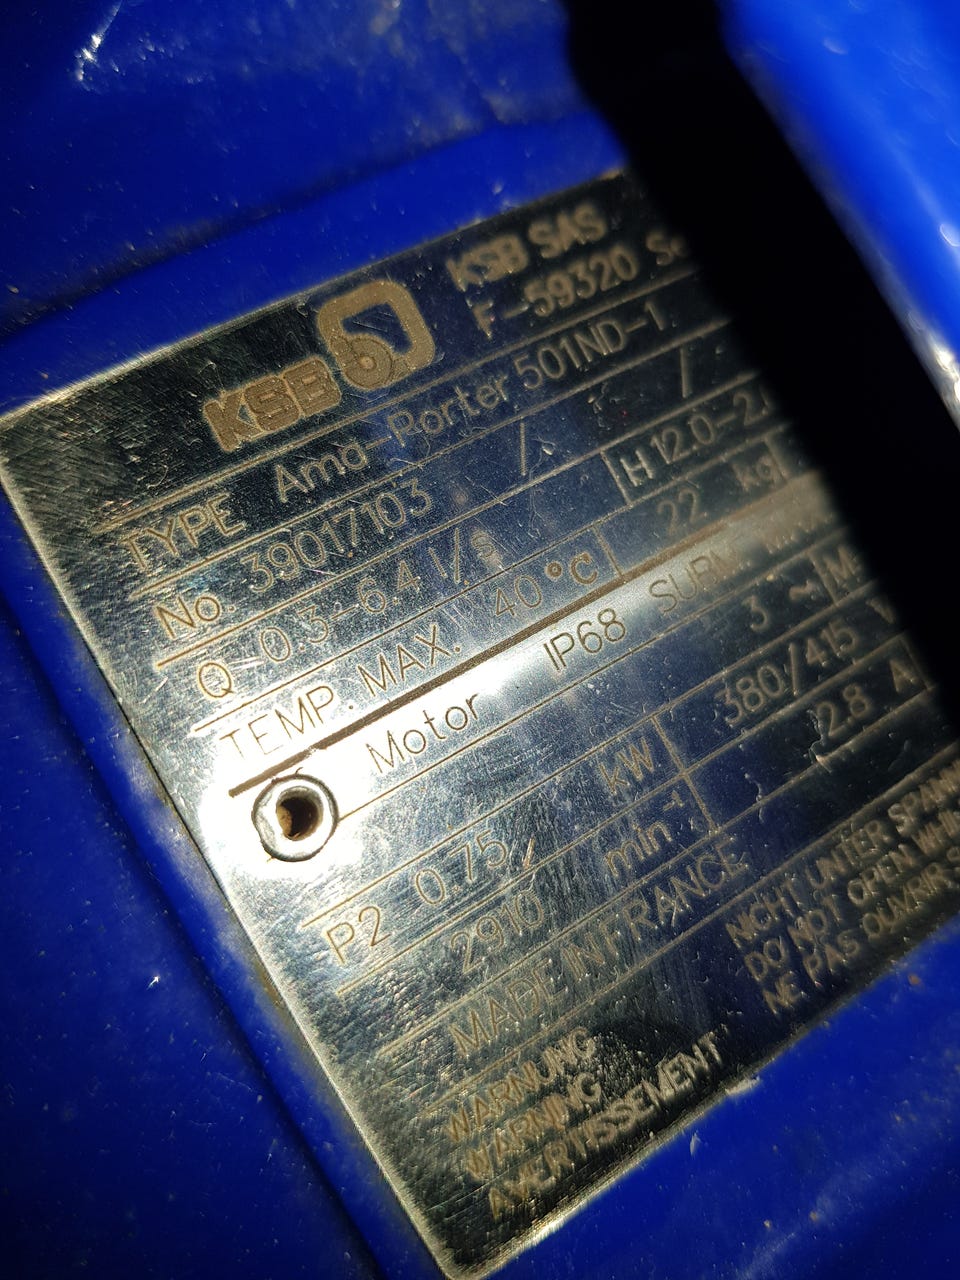 KSB
KSB SAS
F-59320
TYPE Ama-Porter 501ND-1
No. 39017103 / /
Q 0.3-6.4 l/s H 12.0-2.
TEMP. MAX. 40°C 22 kg
Motor IP68 SUBM.
3 ~ M
P2 0.75 kW 380/415 V
2910 min-1 2.8 A
MADE IN FRANCE
WARNUNG NICHT UNTER SPANN
WARNING DO NOT OPEN WHIL
AVERTISSEMENT NE PAS OUVRIR S